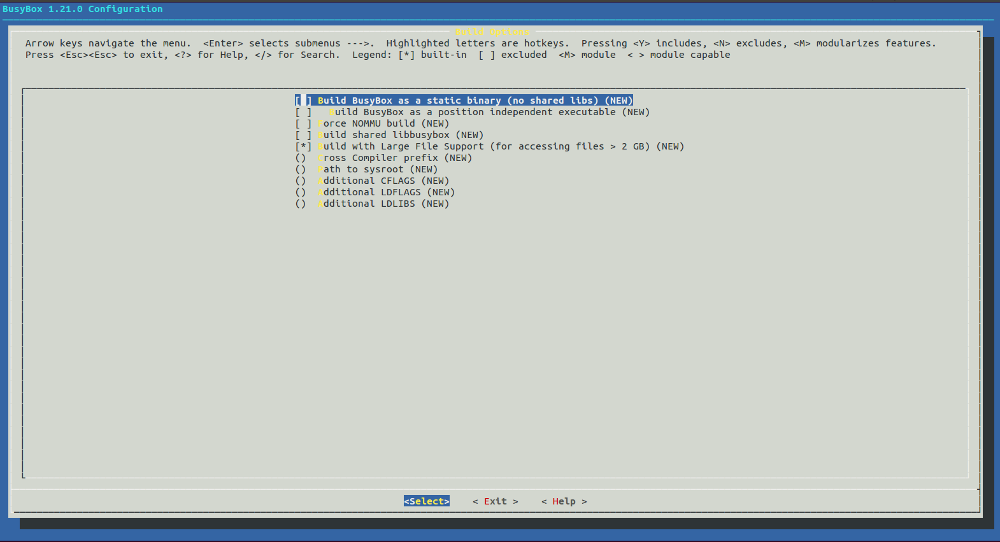 BusyBox 1.21.0 Configuration
Build Options
Arrow keys navigate the menu.  <Enter> selects submenus --->.  Highlighted letters are hotkeys.  Pressing <Y> includes, <N> excludes, <M> modularizes features.
Press <Esc><Esc> to exit, <?> for Help, </> for Search.  Legend: [*] built-in  [ ] excluded  <M> module  < > module capable
[ ] Build BusyBox as a static binary (no shared libs) (NEW)
[ ]   Build BusyBox as a position independent executable (NEW)
[ ] Force NOMMU build (NEW)
[ ] Build shared libbusybox (NEW)
[*] Build with Large File Support (for accessing files > 2 GB) (NEW)
()  Cross Compiler prefix (NEW)
()  Path to sysroot (NEW)
()  Additional CFLAGS (NEW)
()  Additional LDFLAGS (NEW)
()  Additional LDLIBS (NEW)
<Select>    < Exit >    < Help >